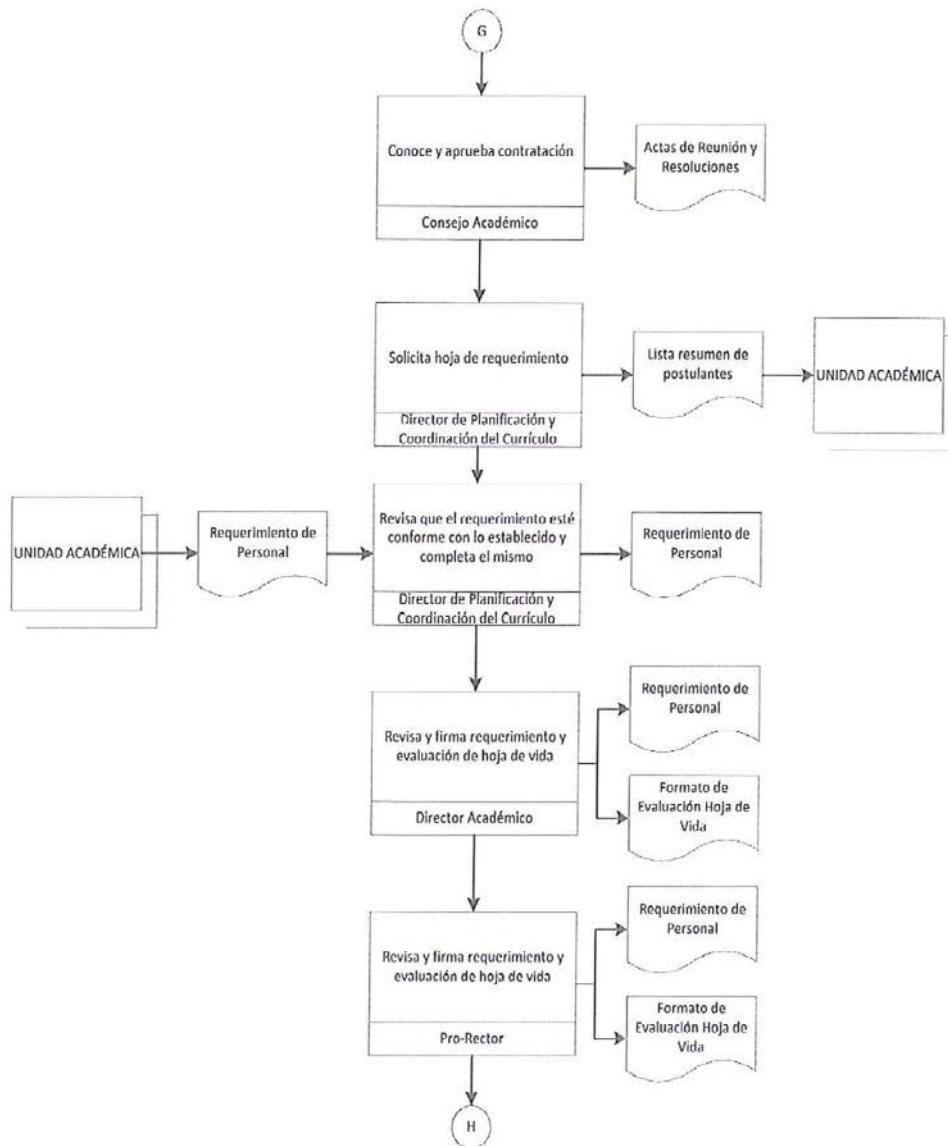 G
Conoce y aprueba contratación
Consejo Académico
Actas de Reunión y
Resoluciones
Solicita hoja de requerimiento
Director de Planificación y
Coordinación del Currículo
Lista resumen de
postulantes
UNIDAD ACADÉMICA
UNIDAD ACADÉMICA
Requerimiento de
Personal
Revisa que el requerimiento esté
conforme con lo establecido y
completa el mismo
Director de Planificación y
Coordinación del Currículo
Requerimiento de
Personal
Revisa y firma requerimiento y
evaluación de hoja de vida
Director Académico
Requerimiento de
Personal
Formato de
Evaluación Hoja de
Vida
Revisa y firma requerimiento y
evaluación de hoja de vida
Pro-Rector
Requerimiento de
Personal
Formato de
Evaluación Hoja de
Vida
H